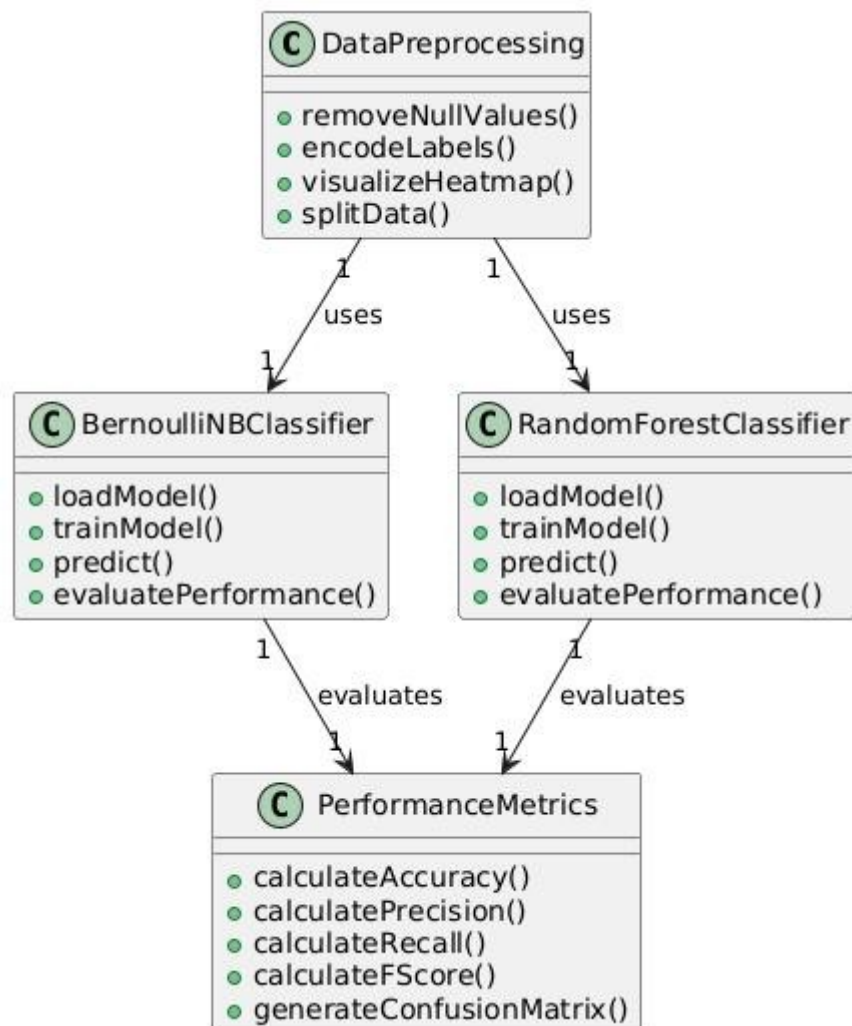 C DataPreprocessing
removeNullValues()
encodeLabels()
visualizeHeatmap()
splitData()
1 1
uses uses
1 1
C BernoulliNBClassifier
loadModel()
trainModel()
predict()
evaluatePerformance()
C RandomForestClassifier
loadModel()
trainModel()
predict()
evaluatePerformance()
1 1
evaluates evaluates
1 1
C PerformanceMetrics
calculateAccuracy()
calculatePrecision()
calculateRecall()
calculateFScore()
generateConfusionMatrix()